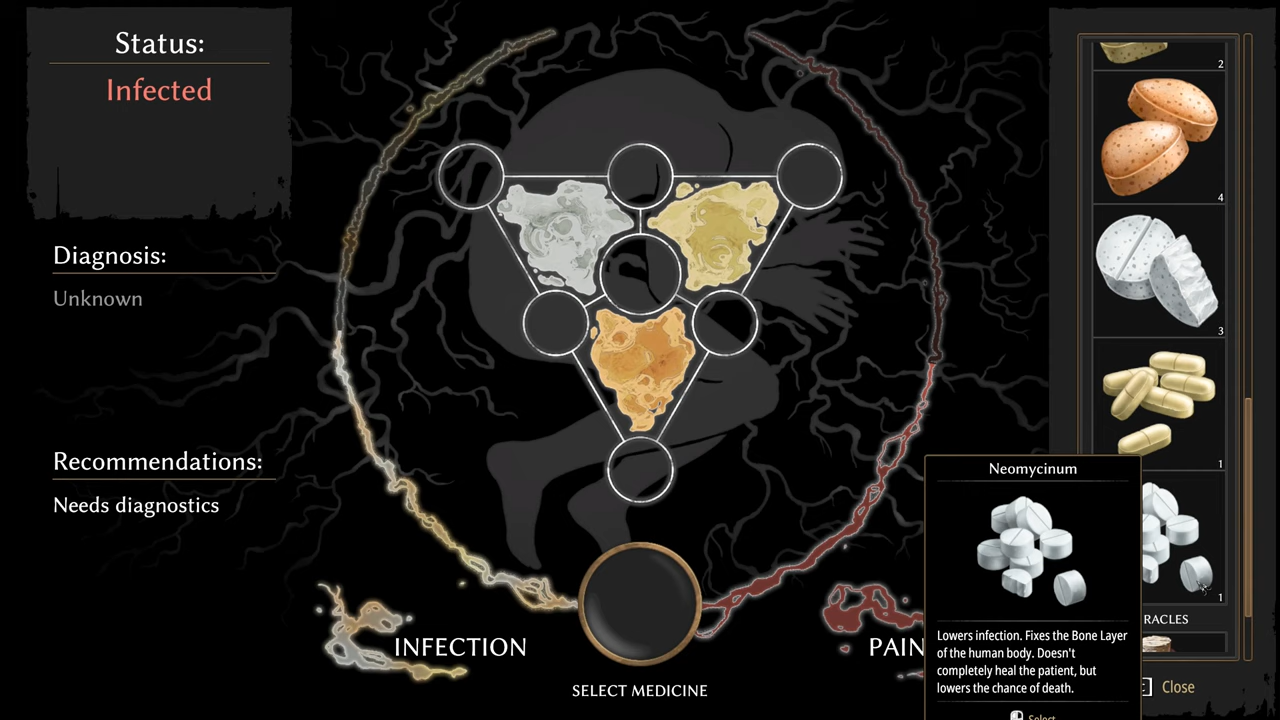 Status:
Infected
Diagnosis:
Unknown
Recommendations:
Needs diagnostics
INFECTION
PAIN
SELECT MEDICINE
2
4
3
1
1
Neomycinum
Lowers infection. Fixes the Bone Layer
of the human body. Doesn't
completely heal the patient, but
lowers the chance of death.
Select
RACLES
Close